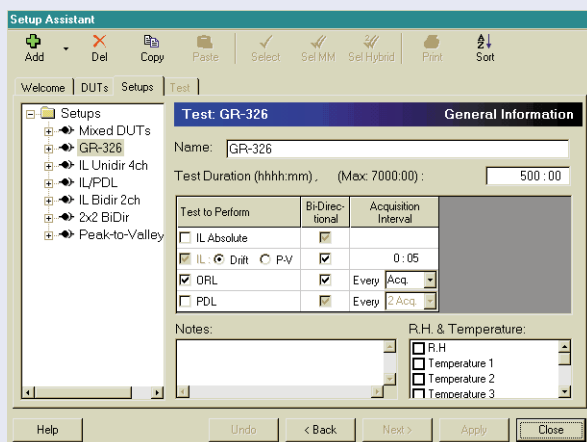 Setup Assistant
Add Del Copy Paste Select Sel MM Sel Hybrid Print Sort
Welcome DUTs Setups Test
Setups
Mixed DUTs
GR-326
IL Unidir 4ch
IL/PDL
IL Bidir 2ch
2x2 BiDir
Peak-to-Valley
Test: GR-326 General Information
Name: GR-326
Test Duration (hhhh:mm) , (Max: 7000:00) : 500 : 00
Test to Perform
Bi-Direc-
tional
Acquisition
Interval
IL Absolute
IL : Drift P-V 0 : 05
ORL Every Acq.
PDL Every 2 Acq.
Notes:
R.H. & Temperature:
R.H
Temperature 1
Temperature 2
Temperature 3
Help Undo < Back Next > Apply Close